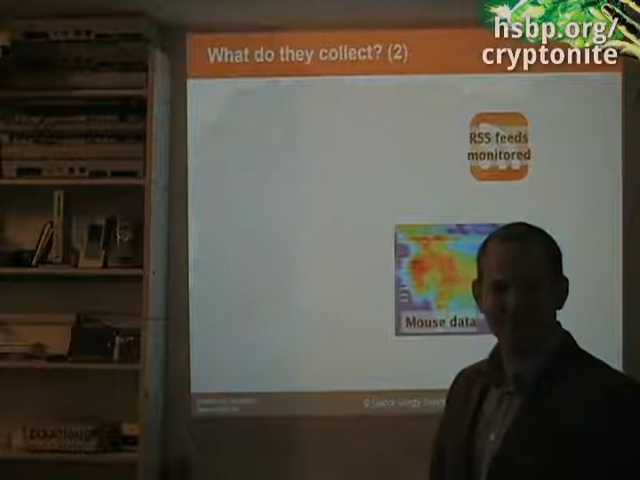 hsbp.org/
cryptonite
What do they collect? (2)
RSS feeds
monitored
Mouse data